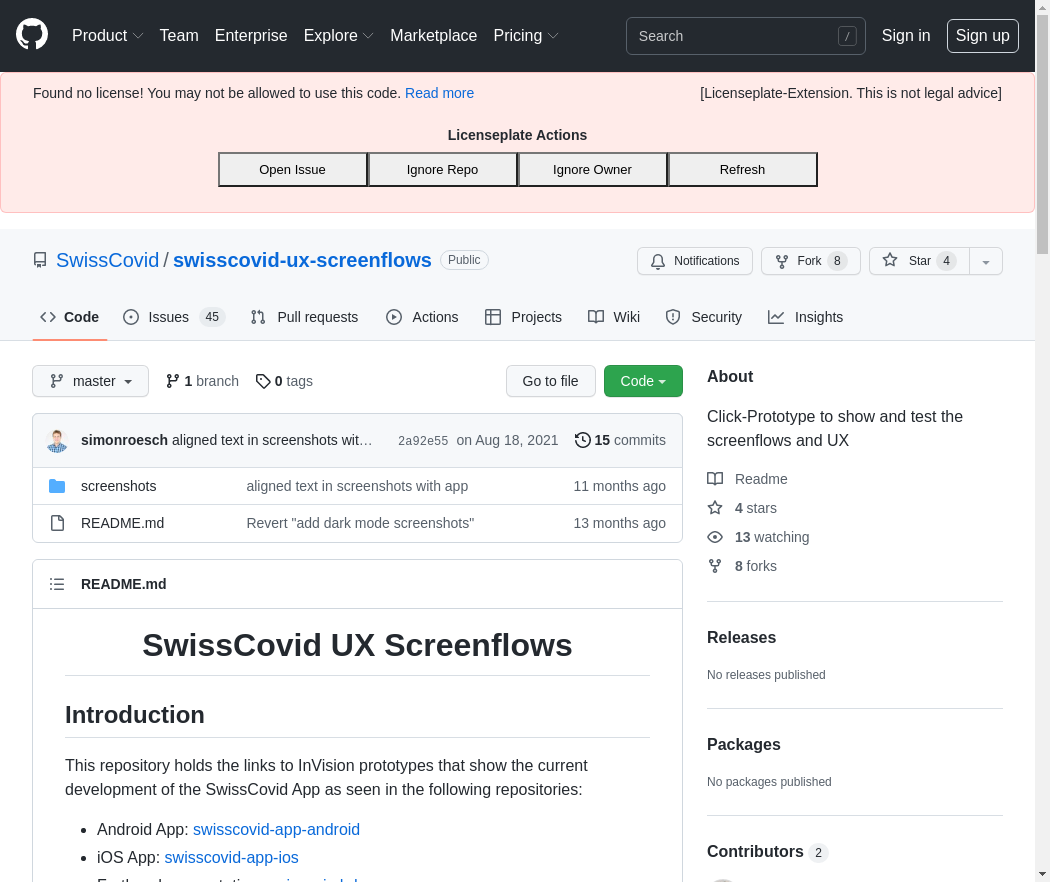 Product Team Enterprise Explore Marketplace Pricing Search / Sign in Sign up
Found no license! You may not be allowed to use this code. Read more [Licenseplate-Extension. This is not legal advice]
Licenseplate Actions
Open Issue Ignore Repo Ignore Owner Refresh
SwissCovid / swisscovid-ux-screenflows Public Notifications Fork 8 Star 4
Code Issues 45 Pull requests Actions Projects Wiki Security Insights
master 1 branch 0 tags Go to file Code
simonroesch aligned text in screenshots wit… 2a92e55 on Aug 18, 2021 15 commits
screenshots aligned text in screenshots with app 11 months ago
README.md Revert "add dark mode screenshots" 13 months ago
README.md
SwissCovid UX Screenflows
Introduction
This repository holds the links to InVision prototypes that show the current
development of the SwissCovid App as seen in the following repositories:
Android App: swisscovid-app-android
iOS App: swisscovid-app-ios
About
Click-Prototype to show and test the
screenflows and UX
Readme
4 stars
13 watching
8 forks
Releases
No releases published
Packages
No packages published
Contributors 2